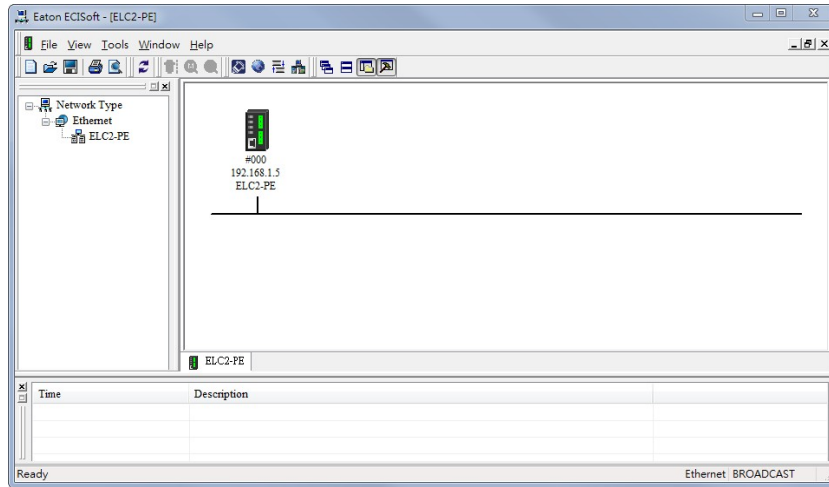 Eaton ECISoft - [ELC2-PE]
File View Tools Window Help
Network Type
Ethernet
ELC2-PE
#000
192.168.1.5
ELC2-PE
ELC2-PE
Time Description
Ready Ethernet BROADCAST